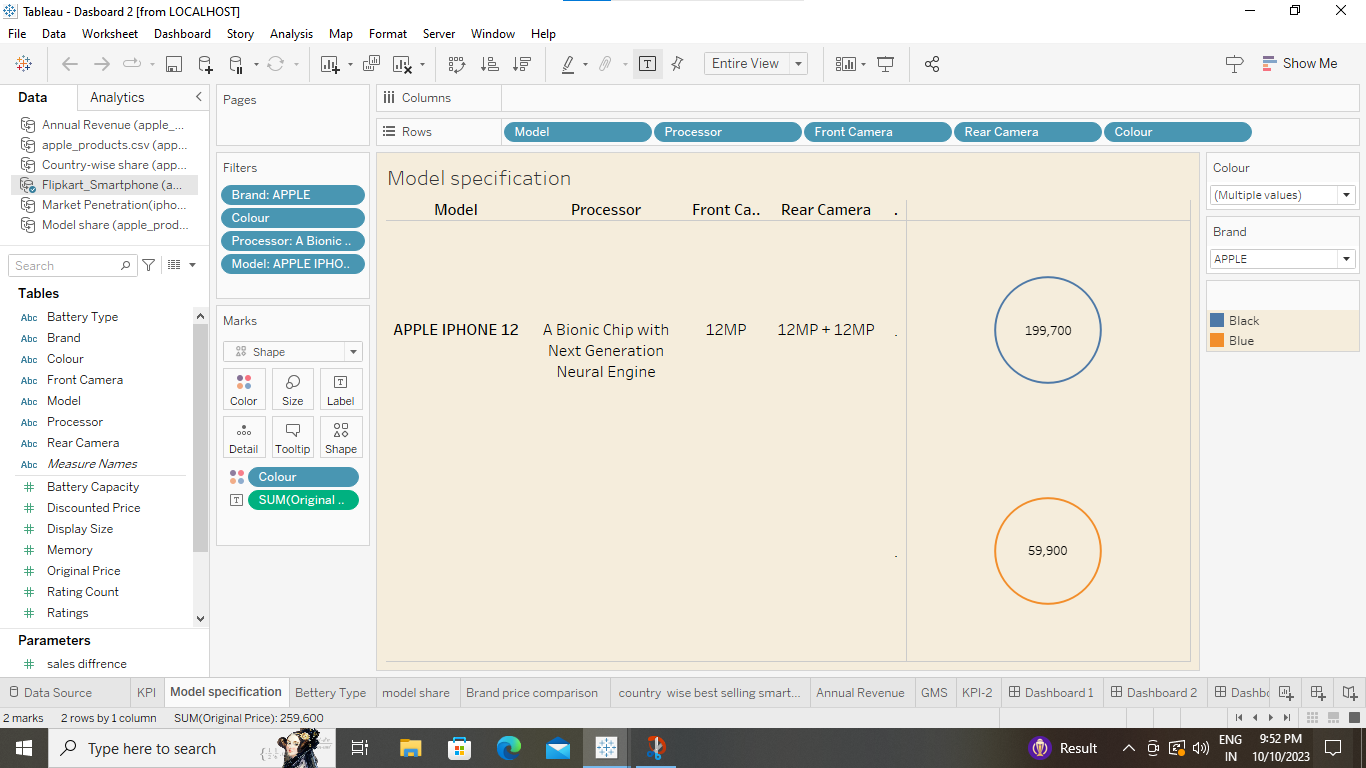 Tableau - Dasboard 2 [from LOCALHOST]
File Data Worksheet Dashboard Story Analysis Map Format Server Window Help
Entire View
Show Me
Data Analytics
Annual Revenue (apple_...
apple_products.csv (app...
Country-wise share (app...
Flipkart_Smartphone (a...
Market Penetration(ipho...
Model share (apple_prod...
Search
Tables
Abc Battery Type
Abc Brand
Abc Colour
Abc Front Camera
Abc Model
Abc Processor
Abc Rear Camera
Abc Measure Names
Battery Capacity
Discounted Price
Display Size
Memory
Original Price
Rating Count
Ratings
Parameters
sales diffrence
Pages
Filters
Brand: APPLE
Colour
Processor: A Bionic ..
Model: APPLE IPHO..
Marks
Shape
Color Size Label
Detail Tooltip Shape
Colour
SUM(Original ..
Columns
Rows Model Processor Front Camera Rear Camera Colour
Model specification
Model Processor Front Ca.. Rear Camera .
APPLE IPHONE 12 A Bionic Chip with 12MP 12MP + 12MP . 199,700
Next Generation
Neural Engine
. 59,900
Colour
(Multiple values)
Brand
APPLE
Black
Blue
Data Source KPI Model specification Bettery Type model share Brand price comparison country wise best selling smart... Annual Revenue GMS KPI-2 Dashboard 1 Dashboard 2 Dashbo
2 marks 2 rows by 1 column SUM(Original Price): 259,600
Type here to search
Result
ENG
IN
9:52 PM
10/10/2023